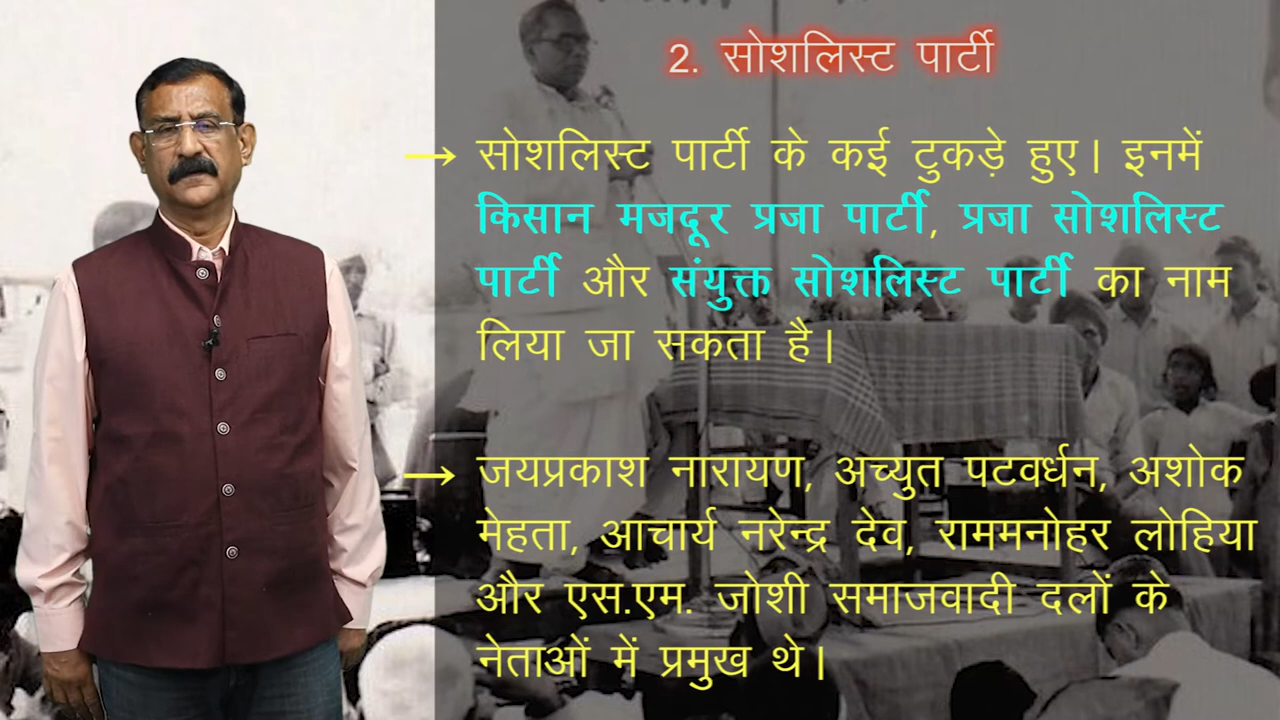 2. सोशलिस्ट पार्टी
→ सोशलिस्ट पार्टी के कई टुकड़े हुए। इनमें
किसान मजदूर प्रजा पार्टी, प्रजा सोशलिस्ट
पार्टी और संयुक्त सोशलिस्ट पार्टी का नाम
लिया जा सकता है।
→ जयप्रकाश नारायण, अच्युत पटवर्धन, अशोक
मेहता, आचार्य नरेन्द्र देव, राममनोहर लोहिया
और एस.एम. जोशी समाजवादी दलों के
नेताओं में प्रमुख थे।